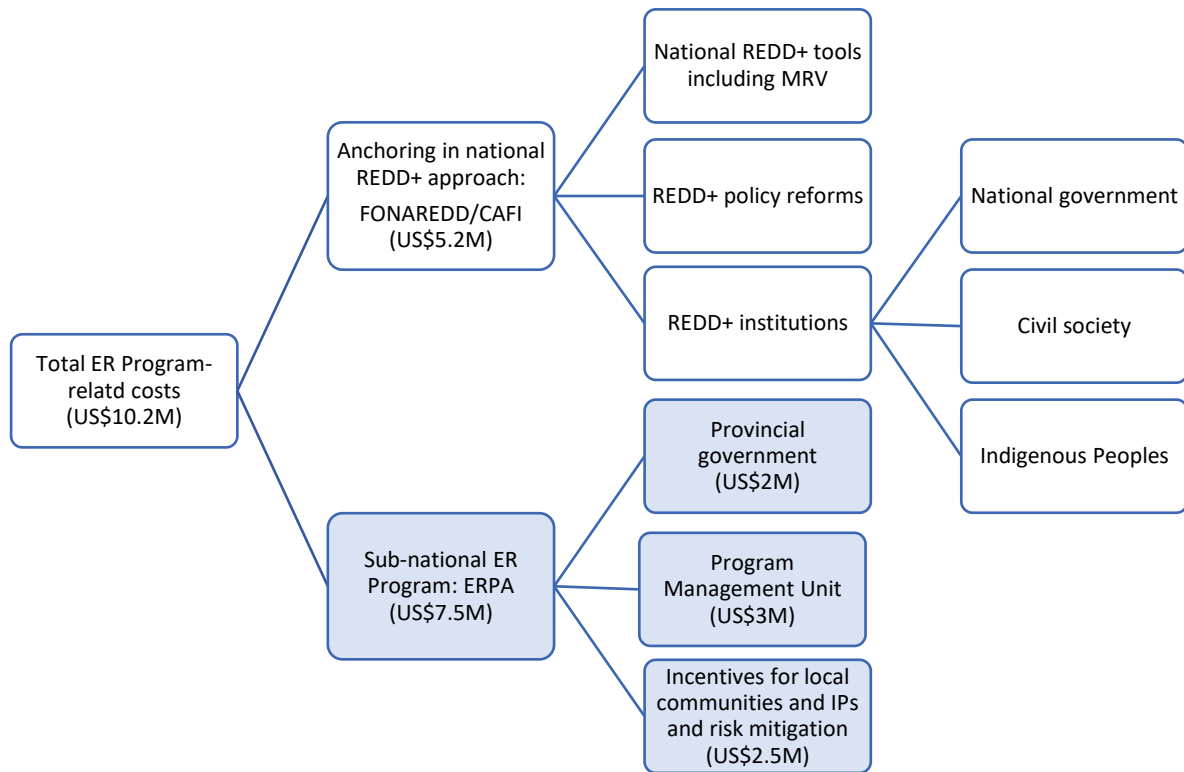 Total ER Program-
relatd costs
(US$10.2M)
Anchoring in national
REDD+ approach:
FONAREDD/CAFI
(US$5.2M)
National REDD+ tools
including MRV
REDD+ policy reforms
REDD+ institutions
National government
Civil society
Indigenous Peoples
Sub-national ER
Program: ERPA
(US$7.5M)
Provincial
government
(US$2M)
Program
Management Unit
(US$3M)
Incentives for local
communities and IPs
and risk mitigation
(US$2.5M)